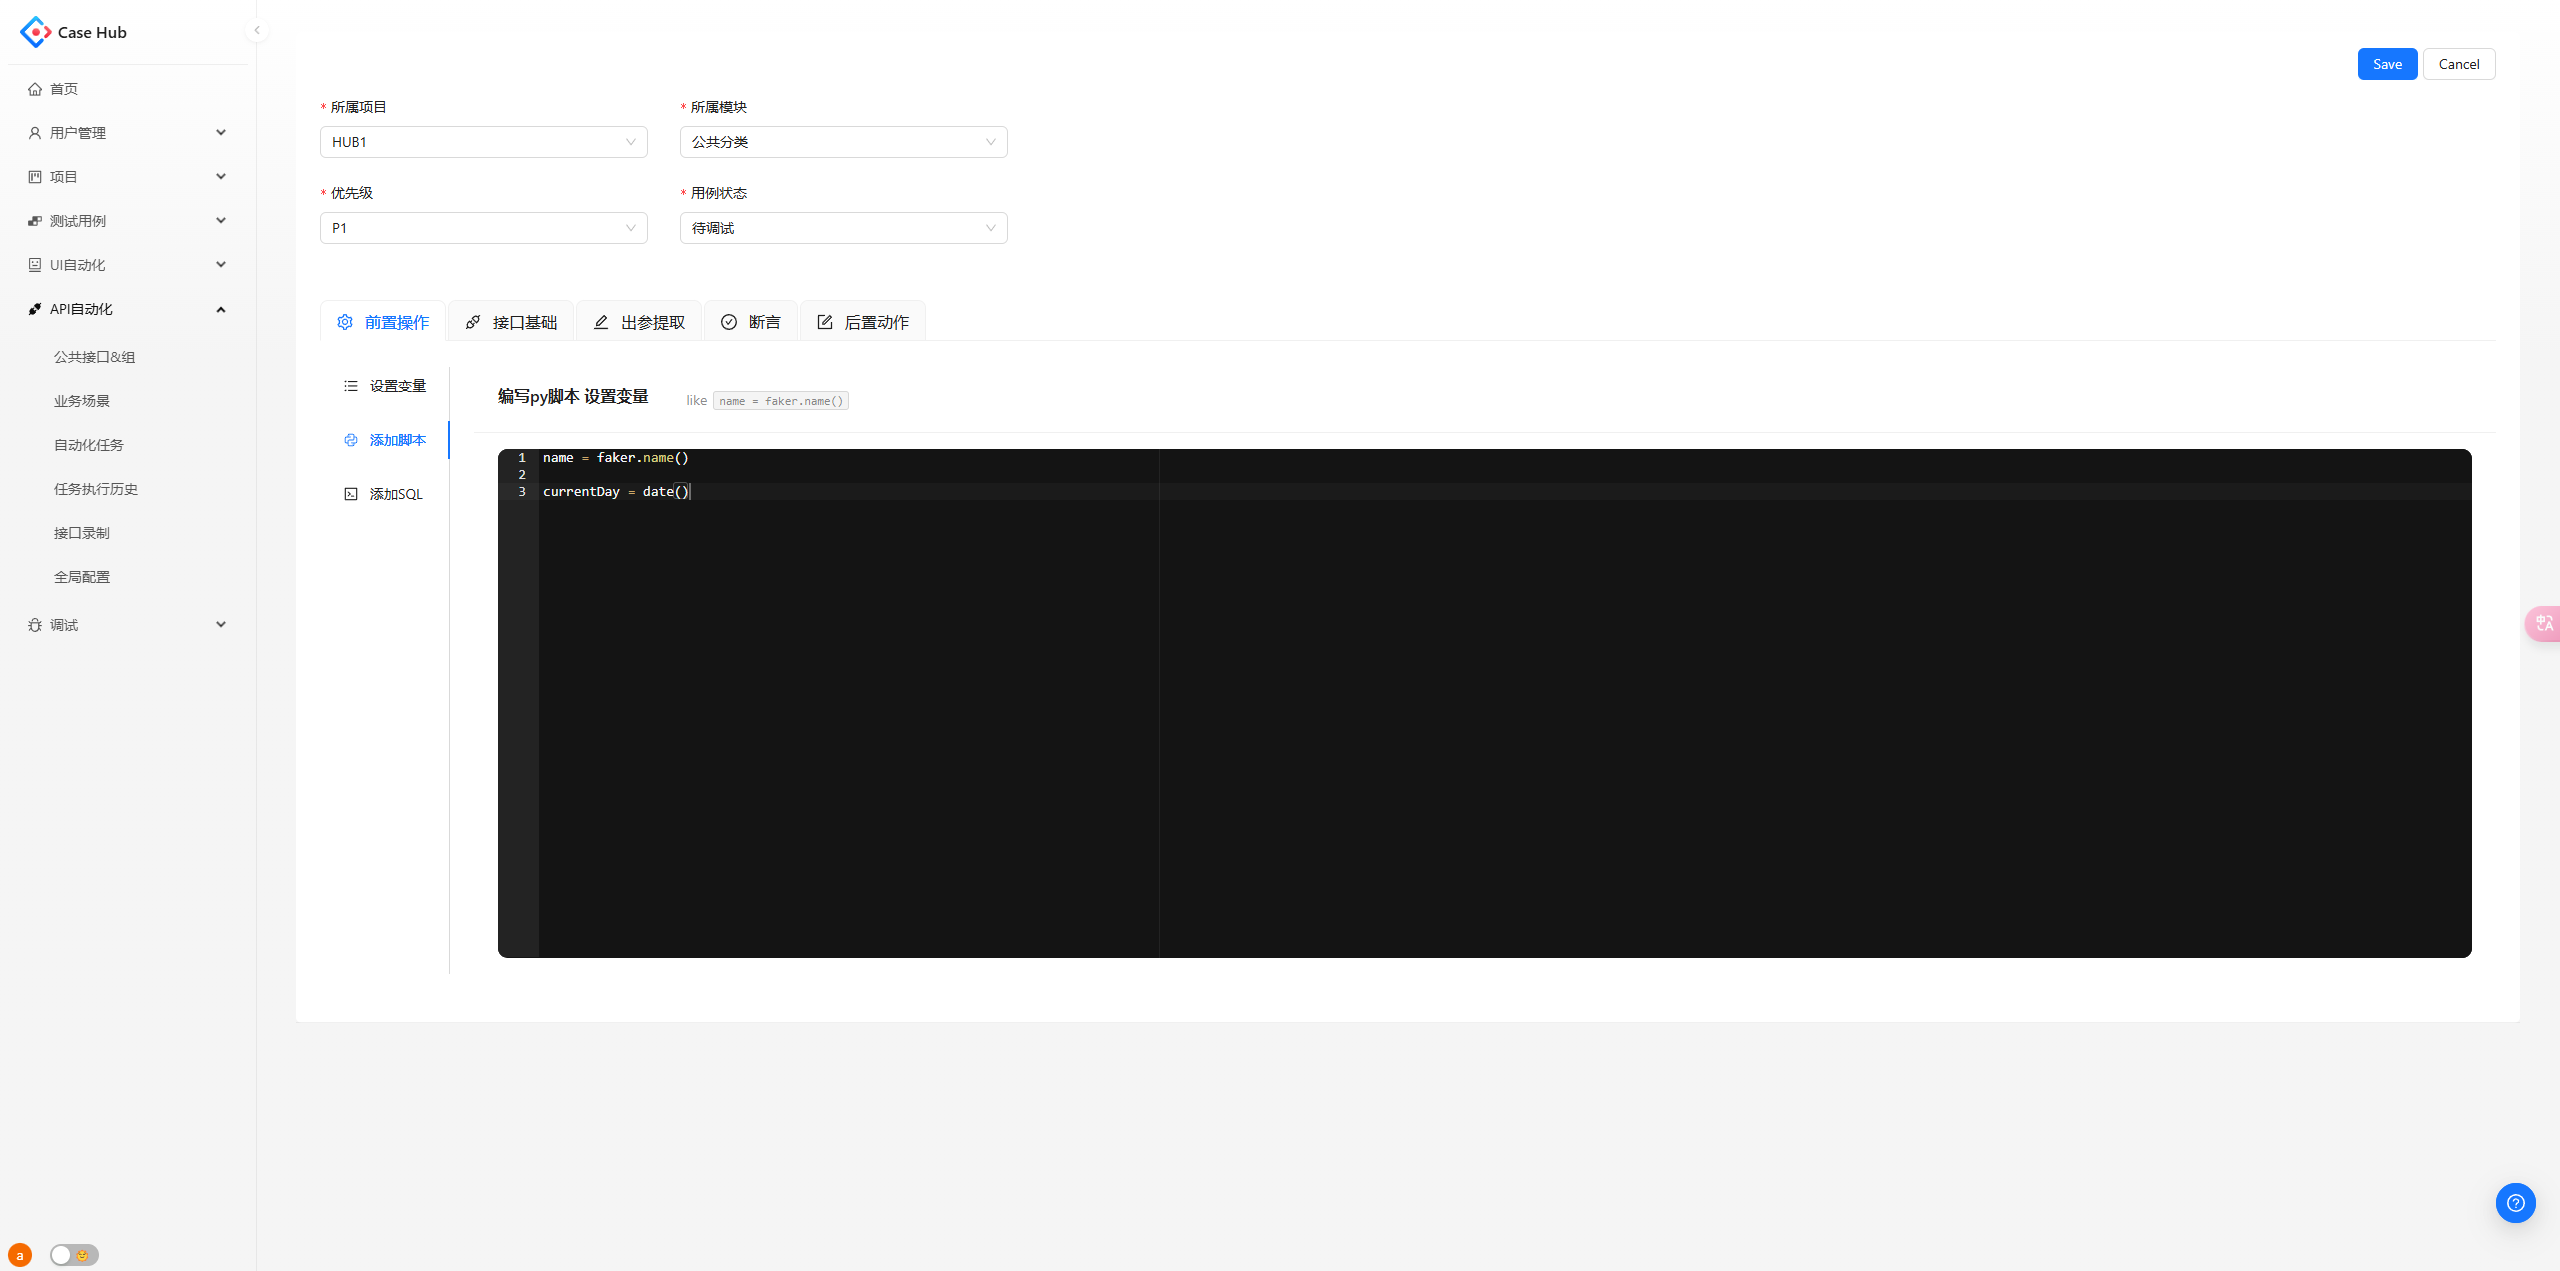 Case Hub
首页
用户管理
项目
测试用例
UI自动化
API自动化
公共接口&组
业务场景
自动化任务
任务执行历史
接口录制
全局配置
调试
a
Save
Cancel
* 所属项目
* 所属模块
HUB1
公共分类
* 优先级
* 用例状态
P1
待调试
前置操作
接口基础
出参提取
断言
后置动作
设置变量
添加脚本
添加SQL
编写py脚本 设置变量
like name = faker.name()
1 name = faker.name()
2
3 currentDay = date()
中A